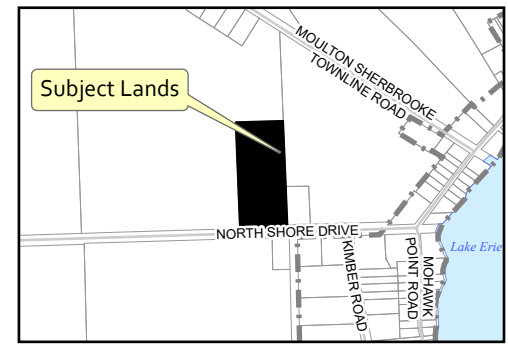 MOULTON SHERBROOKE
TOWNLINE ROAD
Subject Lands
NORTH SHORE DRIVE
KIMBER ROAD
MOHAWK
POINT ROAD
Lake Erie